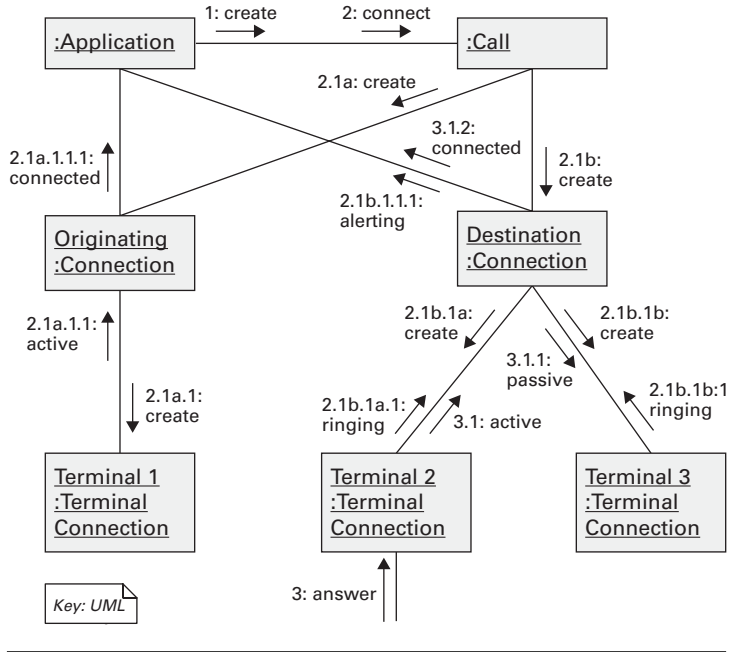 1: create
2: connect
:Application
:Call
2.1a: create
3.1.2:
connected
2.1a.1.1.1:
connected
2.1b:
create
2.1b.1.1.1:
alerting
Originating
:Connection
Destination
:Connection
2.1a.1.1:
active
2.1b.1a:
create
2.1b.1b:
create
3.1.1:
passive
2.1a.1:
create
2.1b.1a.1:
ringing
3.1: active
2.1b.1b:1
ringing
Terminal 1
:Terminal
Connection
Terminal 2
:Terminal
Connection
Terminal 3
:Terminal
Connection
3: answer
Key: UML